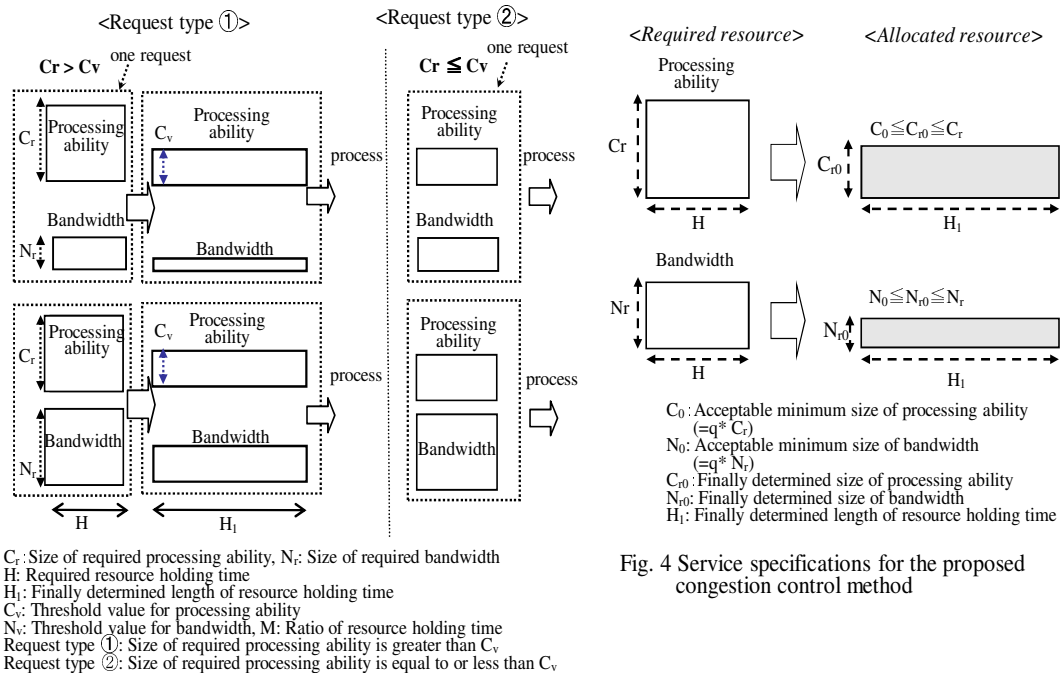 <Request type ①>
one request
Cr > Cv
Cr
Processing
ability
Bandwidth
Nr
Processing
ability
Cv
Bandwidth
process
Cr
Processing
ability
Bandwidth
Nr
Processing
ability
Cv
Bandwidth
process
H
H1
<Request type ②>
one request
Cr ≦ Cv
Processing
ability
Bandwidth
process
Processing
ability
Bandwidth
process
Cr : Size of required processing ability, Nr: Size of required bandwidth
H: Required resource holding time
H1: Finally determined length of resource holding time
Cv: Threshold value for processing ability
Nv: Threshold value for bandwidth, M: Ratio of resource holding time
Request type ①: Size of required processing ability is greater than Cv
Request type ②: Size of required processing ability is equal to or less than Cv
<Required resource>
<Allocated resource>
Processing
ability
Cr
H
C0≦Cr0≦Cr
Cr0
H1
Bandwidth
Nr
H
N0≦Nr0≦Nr
Nr0
H1
C0 : Acceptable minimum size of processing ability
(=q* Cr)
N0: Acceptable minimum size of bandwidth
(=q* Nr)
Cr0 : Finally determined size of processing ability
Nr0: Finally determined size of bandwidth
H1: Finally determined length of resource holding time
Fig. 4 Service specifications for the proposed
congestion control method